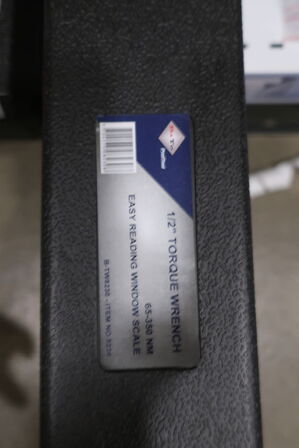 1/2" TORQUE WRENCH
65-350 NM
EASY READING WINDOW SCALE